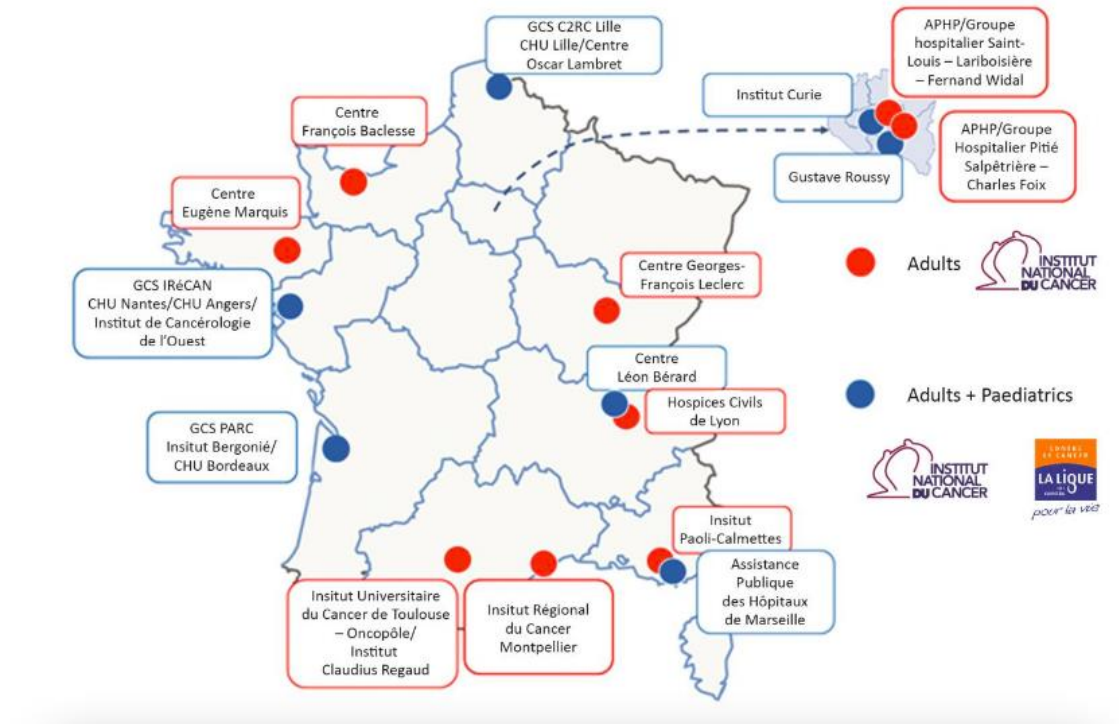 GCS C2RC Lille
CHU Lille/Centre
Oscar Lambret
APHP/Groupe
hospitalier Saint-
Louis – Lariboisière
– Fernand Widal
Institut Curie
Centre
François Baclesse
APHP/Groupe
Hospitalier Pitié
Salpêtrière –
Charles Foix
Gustave Roussy
Centre
Eugène Marquis
Centre Georges-
François Leclerc
Adults
INSTITUT
NATIONAL
DU CANCER
GCS IRéCAN
CHU Nantes/CHU Angers/
Institut de Cancérologie
de l'Ouest
Centre
Léon Bérard
Hospices Civils
de Lyon
Adults + Paediatrics
GCS PARC
Insitut Bergonié/
CHU Bordeaux
INSTITUT
NATIONAL
DU CANCER
CONTRE
LE CANCER
LA LIGUE
pour la vie
Insitut
Paoli-Calmettes
Assistance
Publique
des Hôpitaux
de Marseille
Insitut Universitaire
du Cancer de Toulouse
– Oncopôle/
Institut
Claudius Regaud
Insitut Régional
du Cancer
Montpellier